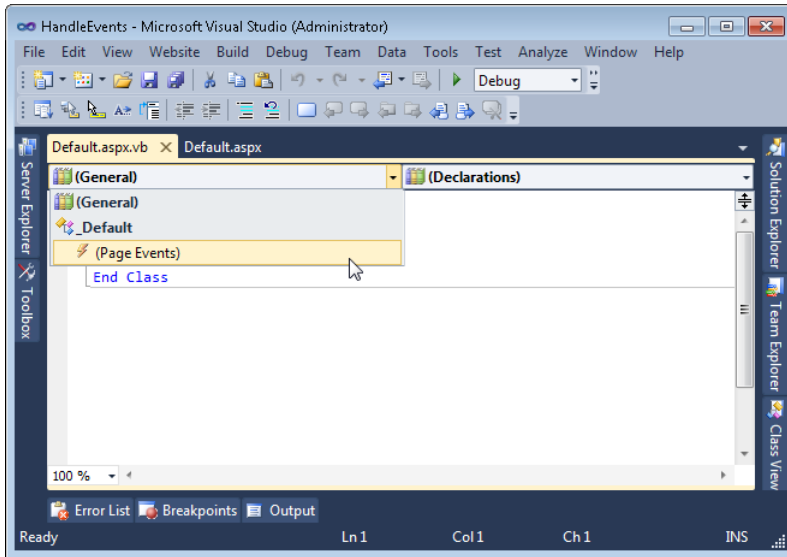 HandleEvents - Microsoft Visual Studio (Administrator)
File Edit View Website Build Debug Team Data Tools Test Analyze Window Help
Debug
Default.aspx.vb Default.aspx
(General) (Declarations)
(General)
_Default
(Page Events)
End Class
100 %
Server Explorer
Toolbox
Solution Explorer
Team Explorer
Class View
Error List Breakpoints Output
Ready Ln 1 Col 1 Ch 1 INS